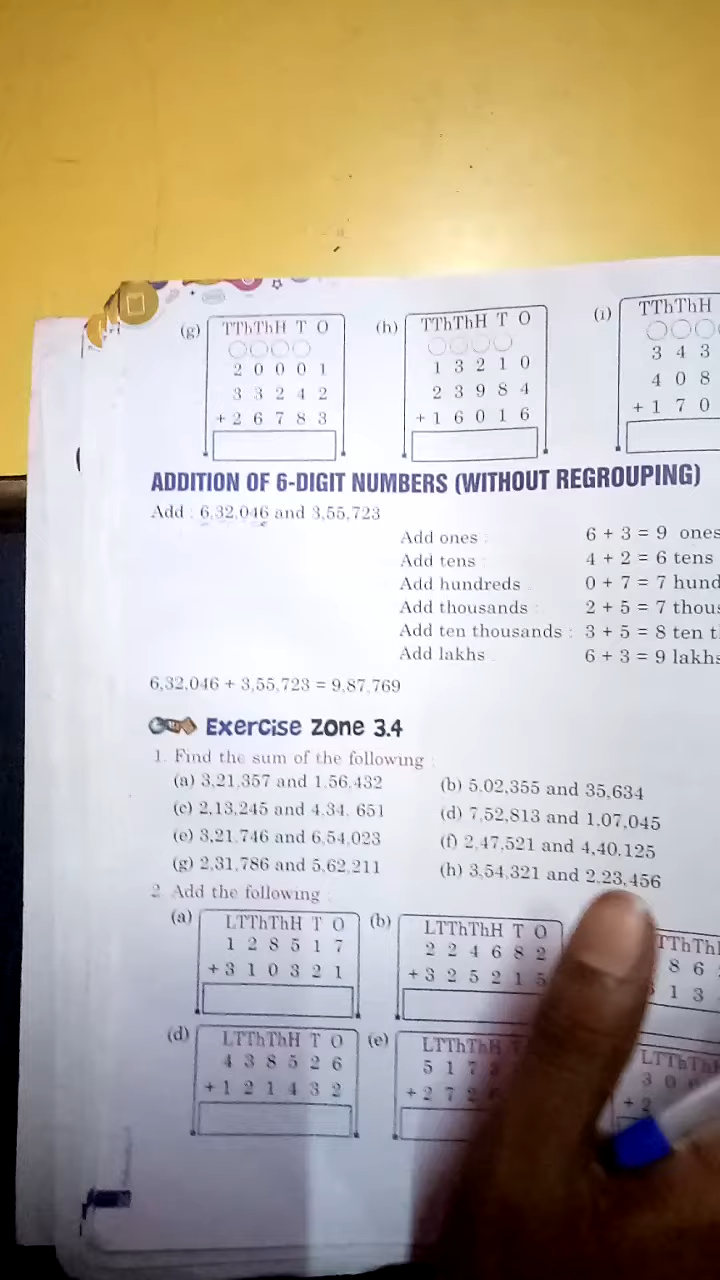 (g) TThThH T O (h) TThThH T O (i) TThThH
2 0 0 0 1 1 3 2 1 0 3 4 3
3 3 2 4 2 2 3 9 8 4 4 0 8
+ 2 6 7 8 3 + 1 6 0 1 6 + 1 7 0
ADDITION OF 6-DIGIT NUMBERS (WITHOUT REGROUPING)
Add : 6,32,046 and 3,55,723
Add ones : 6 + 3 = 9 ones
Add tens : 4 + 2 = 6 tens
Add hundreds : 0 + 7 = 7 hund
Add thousands : 2 + 5 = 7 thous
Add ten thousands : 3 + 5 = 8 ten t
Add lakhs : 6 + 3 = 9 lakhs
6,32,046 + 3,55,723 = 9,87,769
Exercise Zone 3.4
1. Find the sum of the following :
(a) 3,21,357 and 1,56,432 (b) 5,02,355 and 35,634
(c) 2,13,245 and 4,34, 651 (d) 7,52,813 and 1,07,045
(e) 3,21,746 and 6,54,023 (f) 2,47,521 and 4,40,125
(g) 2,31,786 and 5,62,211 (h) 3,54,321 and 2,23,456
2. Add the following :
(a) LTThThH T O (b) LTThThH T O TThThH
1 2 8 5 1 7 2 2 4 6 8 2 8 6
+ 3 1 0 3 2 1 + 3 2 5 2 1 5 1 3
(d) LTThThH T O (e) LTThThH LTThTh
4 3 8 5 2 6 5 1 7 3 0
+ 1 2 1 4 3 2 + 2 7 2 + 2